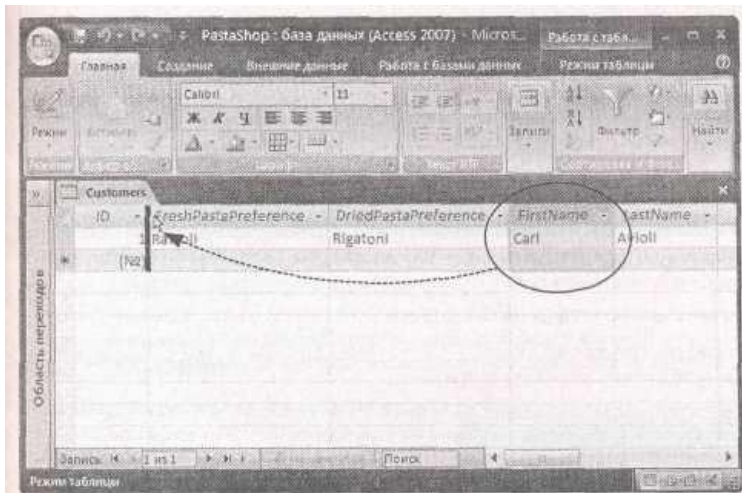 PastaShop : база данных (Access 2007) - Micros... Работа с табл...
Главная Создание Внешние данные Работа с базами данных Режим таблицы
Calibri 11
Режим Ж К Ч Записи Фильтр Найти
Customers
ID FreshPastaPreference DriedPastaPreference FirstName LastName
1 Ravioli Rigatoni Carl Avioli
* (№)
Область переходов
Запись: 1 из 1 Поиск
Режим таблицы